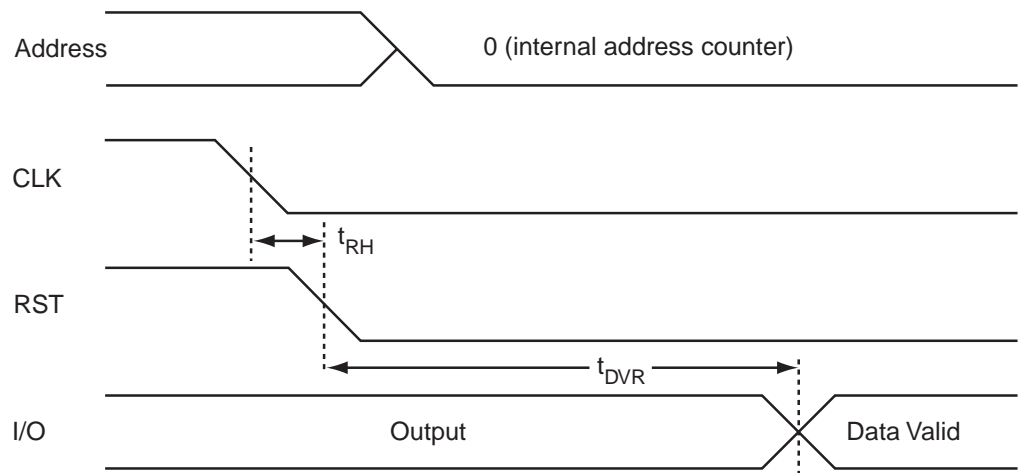 Address
0 (internal address counter)
CLK
tRH
RST
tDVR
I/O
Output
Data Valid